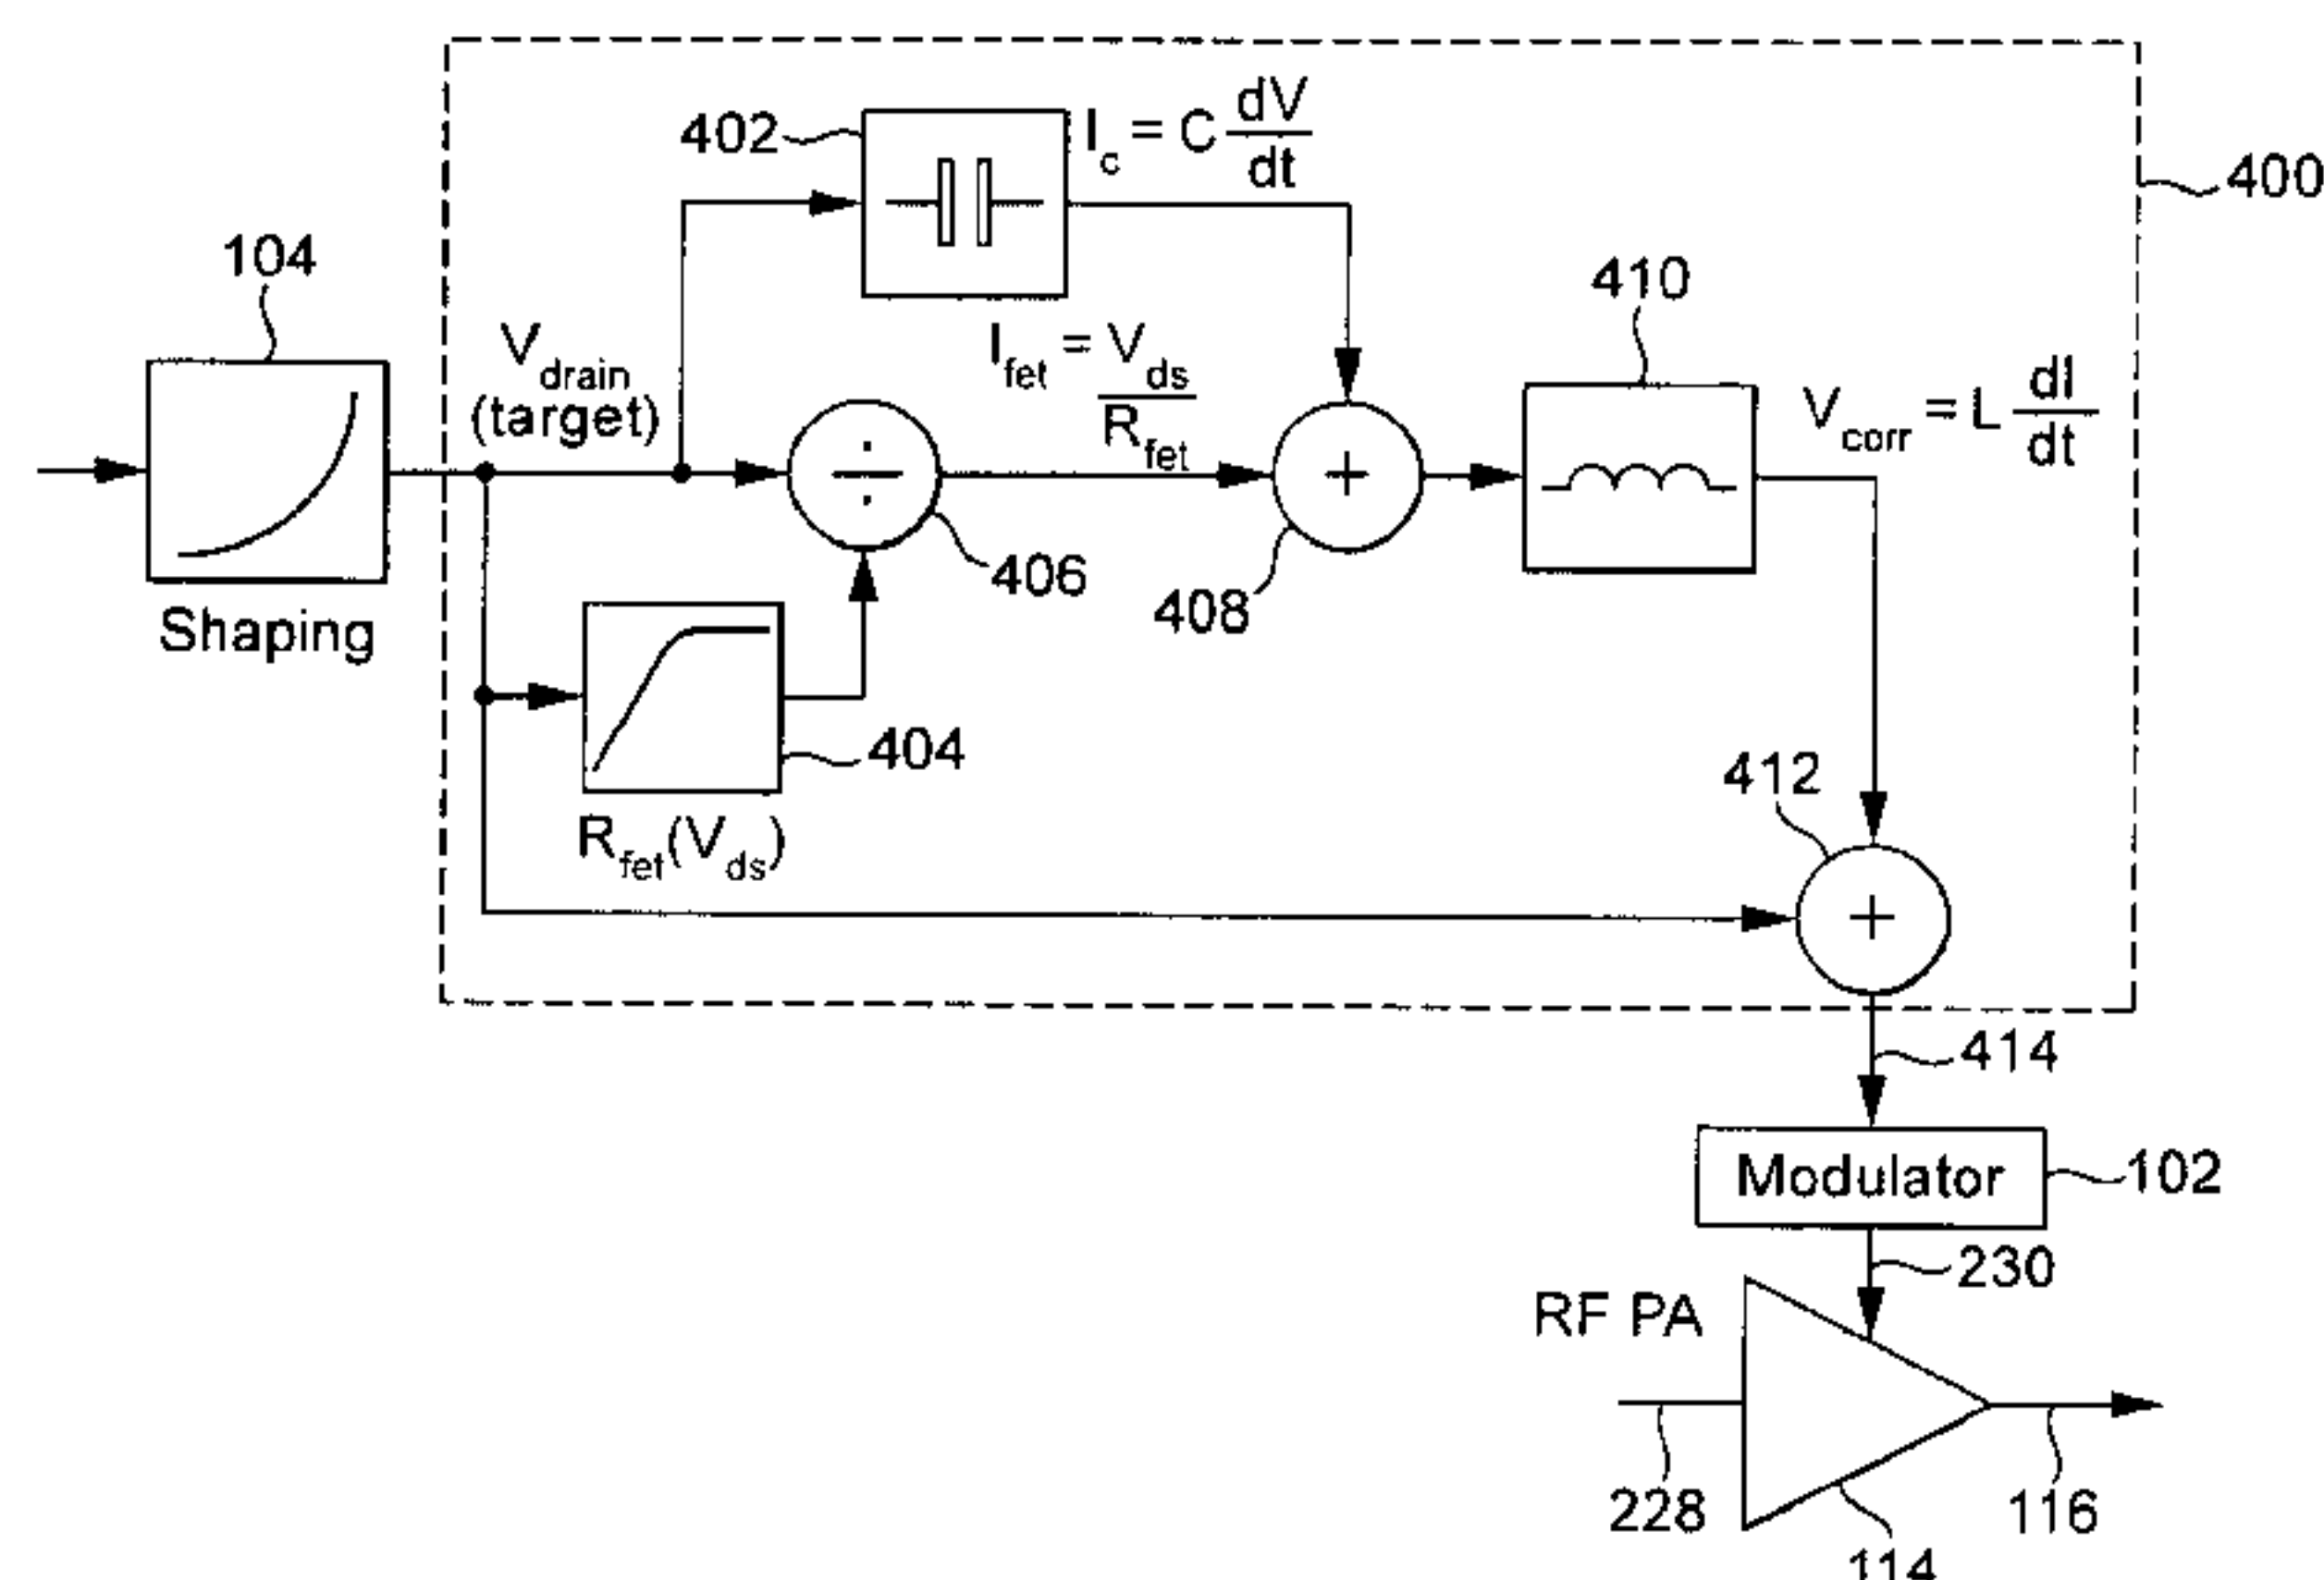 402
I_c = C dV/dt
400
104
V_drain
(target)
I_fet = V_ds/R_fet
410
V_corr = L dI/dt
406
408
Shaping
404
R_fet(V_ds)
412
414
Modulator
102
230
RF PA
228
116
114